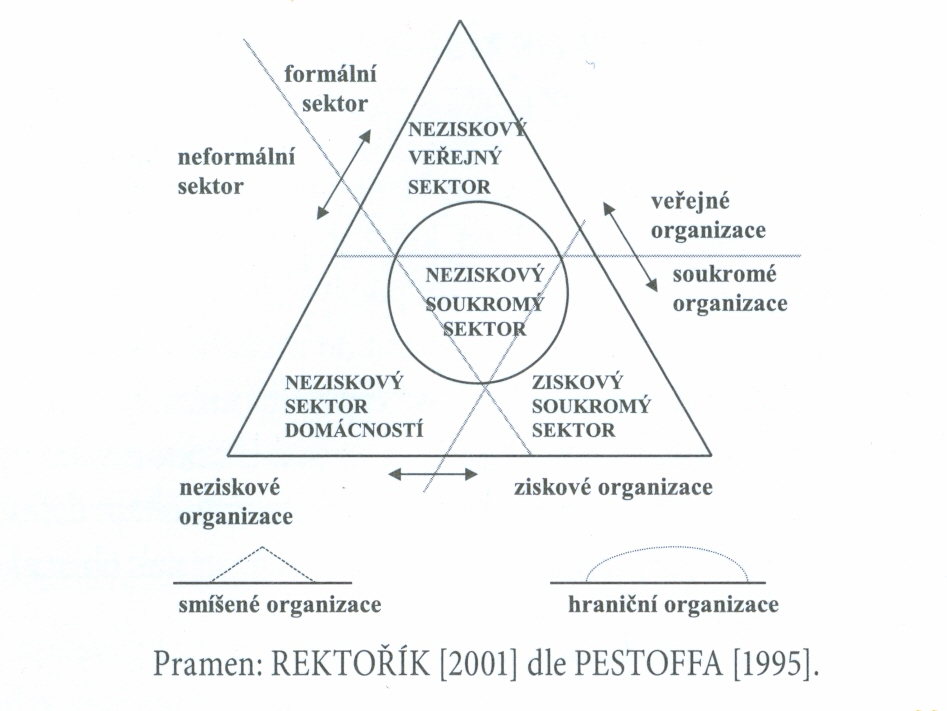 formální
sektor
neformální
sektor
NEZISKOVÝ
VEŘEJNÝ
SEKTOR
veřejné
organizace
soukromé
organizace
NEZISKOVÝ
SOUKROMÝ
SEKTOR
NEZISKOVÝ
SEKTOR
DOMÁCNOSTÍ
ZISKOVÝ
SOUKROMÝ
SEKTOR
neziskové
organizace
ziskové organizace
smíšené organizace
hraniční organizace
Pramen: REKTOŘÍK [2001] dle PESTOFFA [1995].